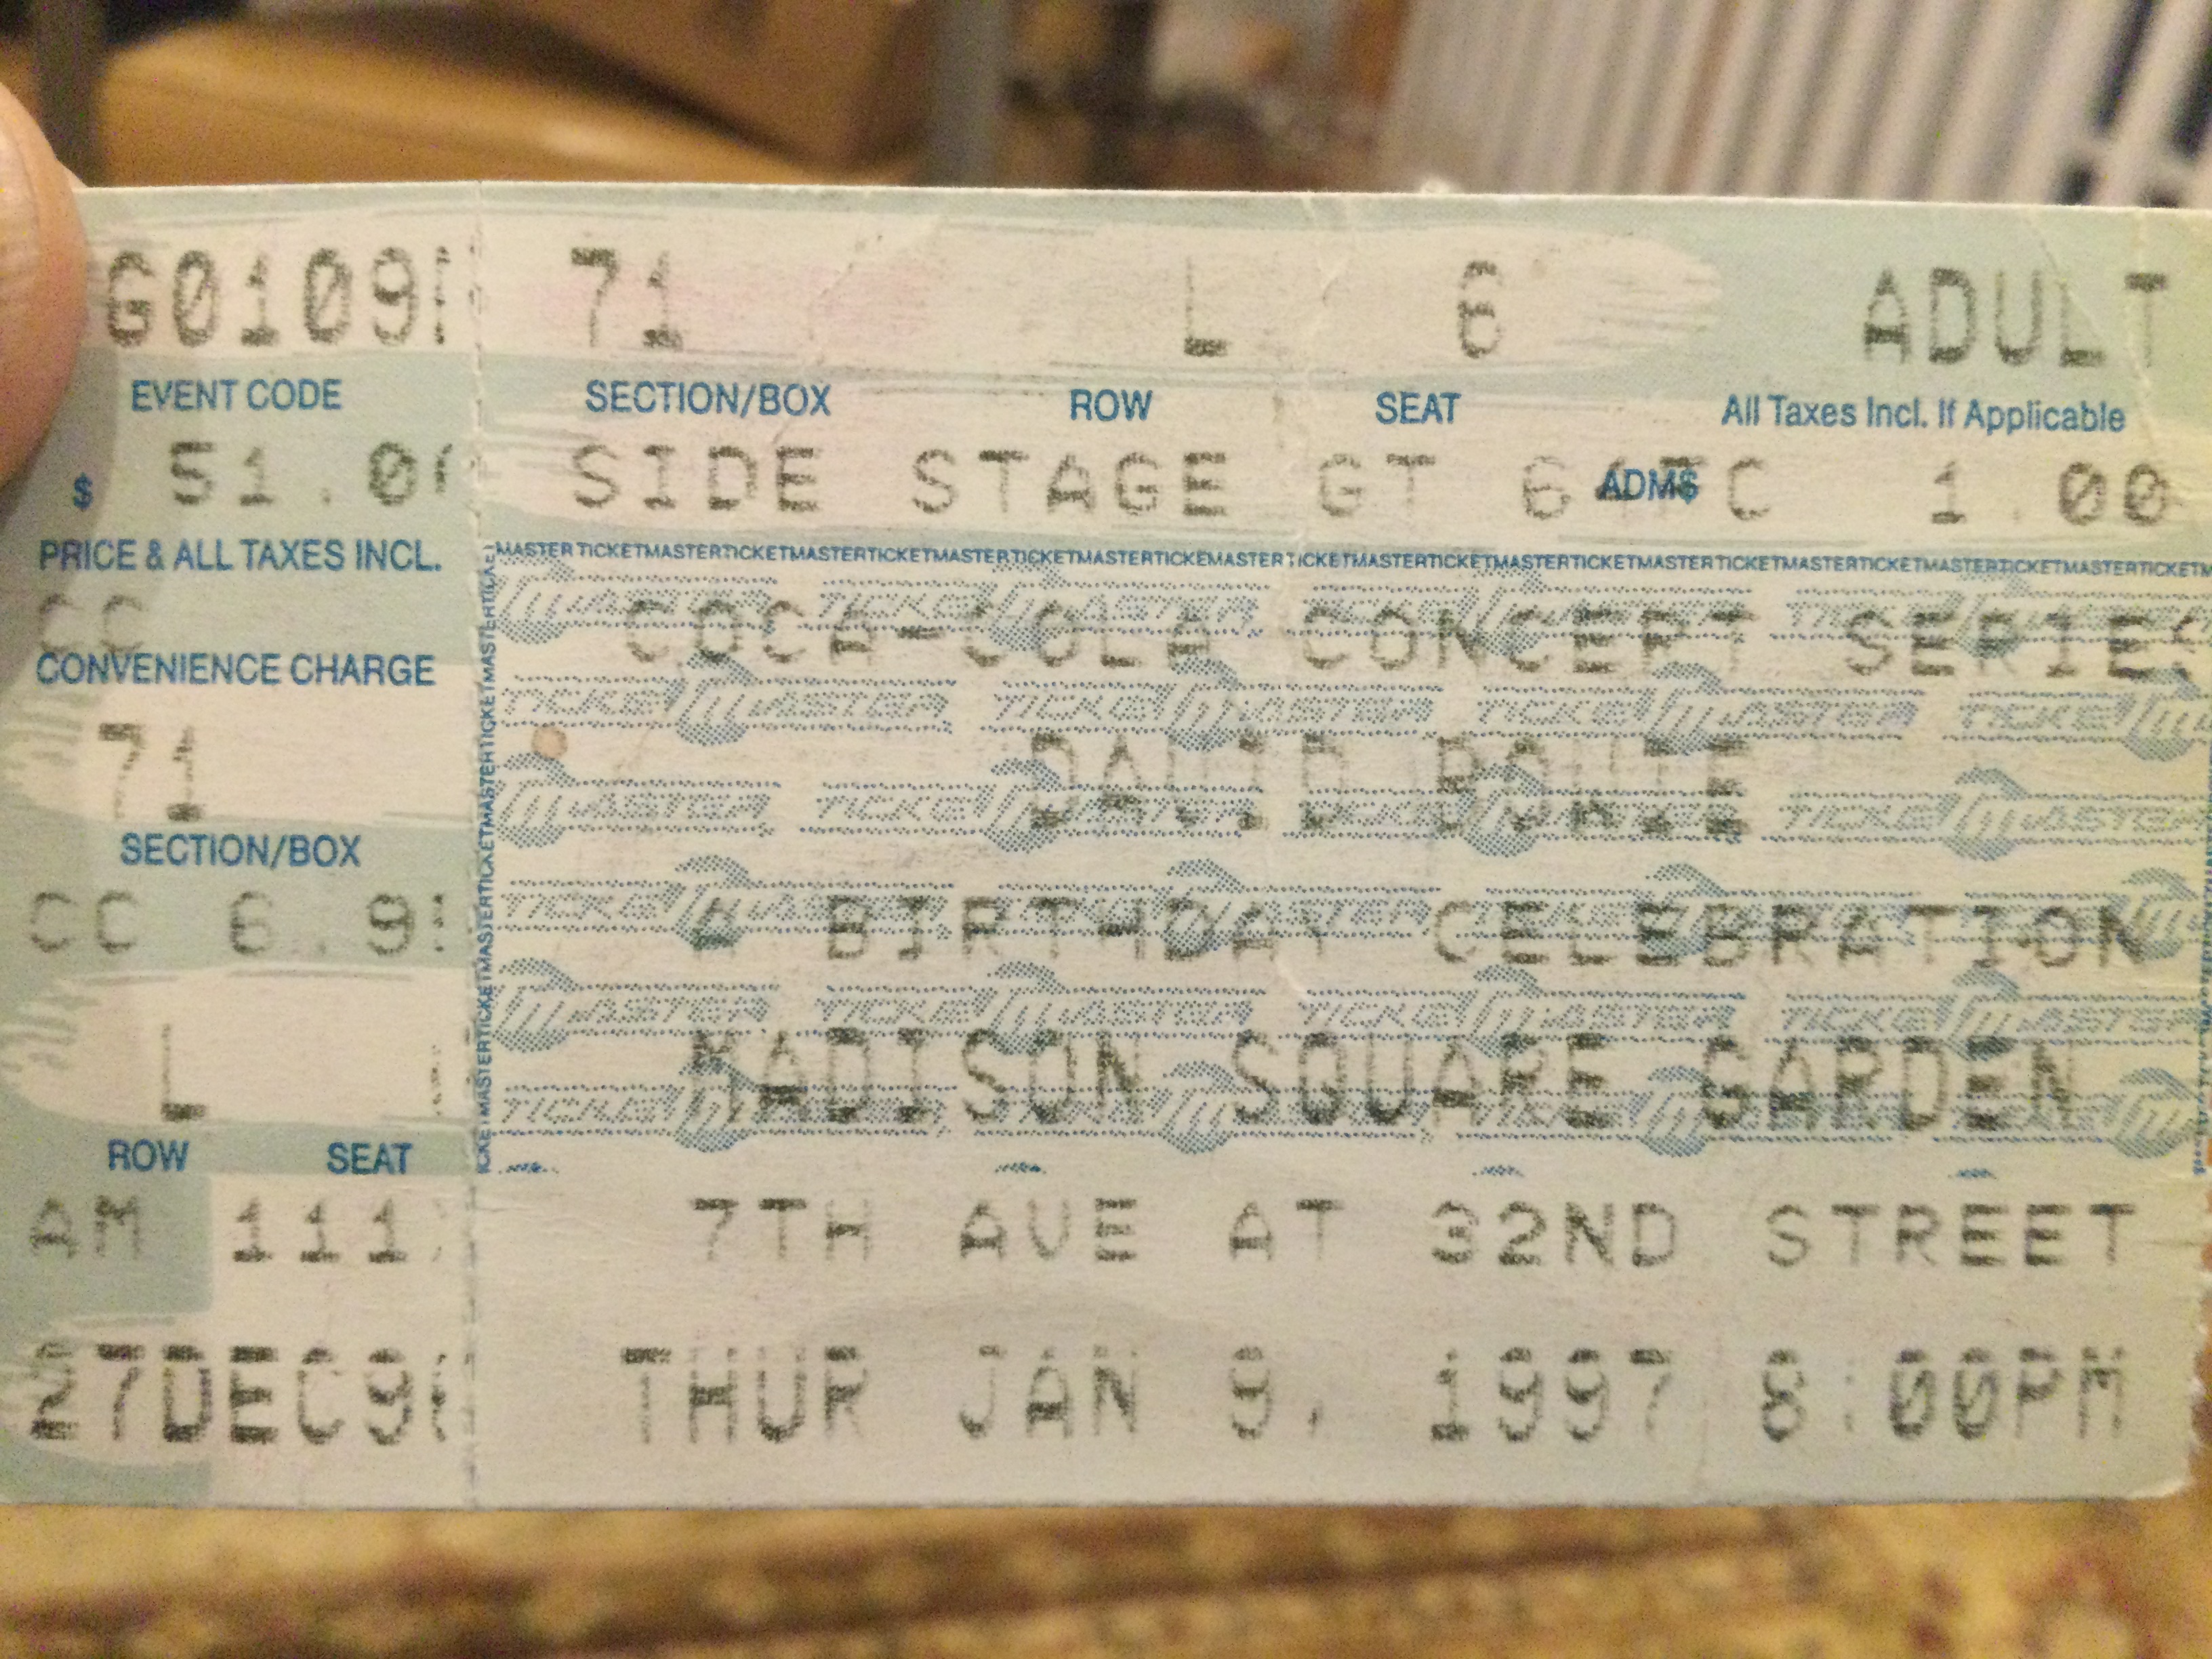 G0109
EVENT CODE
$ 51.0
PRICE & ALL TAXES INCL.
CC
CONVENIENCE CHARGE
71
SECTION/BOX
CC 6.9
L
ROW SEAT
AM 111
27DEC9
71 L 6 ADULT
SECTION/BOX ROW SEAT All Taxes Incl. If Applicable
SIDE STAGE GT ADM$ 1.00
MASTERTICKETMASTERTICKETMASTERTICKETMASTERTICKETMASTERTICKETMASTERTICKETMASTERTICKETMASTERTICKETMASTERTICKETMASTERTICKETMASTERTICKETM
COCA-COLA CONCERT SERIES
DAVID BOWIE
A BIRTHDAY CELEBRATION
MADISON SQUARE GARDEN
7TH AVE AT 32ND STREET
THUR JAN 9, 1997 8:00PM